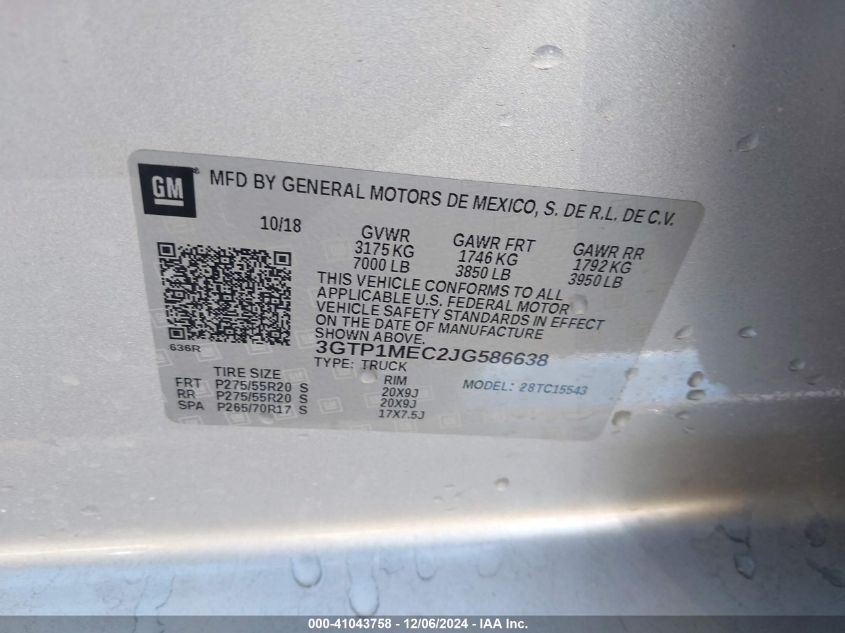 GM ®
MFD BY GENERAL MOTORS DE MEXICO, S. DE R.L. DE C.V.
10/18 GVWR GAWR FRT GAWR RR
3175 KG 1746 KG 1792 KG
7000 LB 3850 LB 3950 LB
THIS VEHICLE CONFORMS TO ALL
APPLICABLE U.S. FEDERAL MOTOR
VEHICLE SAFETY STANDARDS IN EFFECT
ON THE DATE OF MANUFACTURE
SHOWN ABOVE.
636R
3GTP1MEC2JG586638
TYPE: TRUCK
MODEL: 28TC15543
TIRE SIZE RIM
FRT P275/55R20 S 20X9J
RR P275/55R20 S 20X9J
SPA P265/70R17 S 17X7.5J
000-41043758 - 12/06/2024 - IAA Inc.